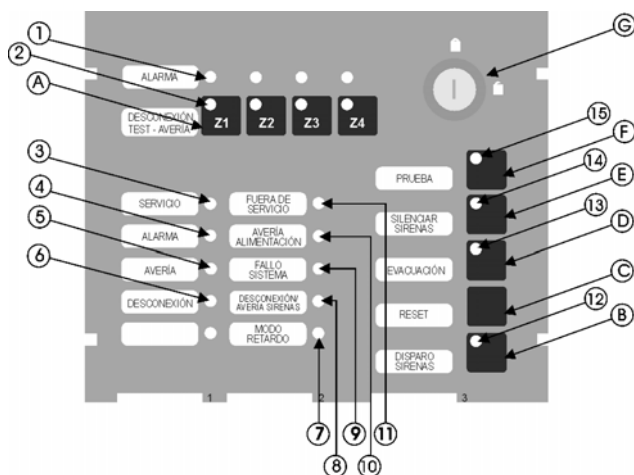 1
2
A
ALARMA
DESCONEXIÓN
TEST - AVERÍA
Z1 Z2 Z3 Z4
G
15
F
14
E
13
D
C
12
B
PRUEBA
SILENCIAR
SIRENAS
EVACUACIÓN
RESET
DISPARO
SIRENAS
3
4
5
6
SERVICIO
ALARMA
AVERÍA
DESCONEXIÓN
FUERA DE
SERVICIO
AVERÍA
ALIMENTACIÓN
FALLO
SISTEMA
DESCONEXIÓN/
AVERÍA SIRENAS
MODO
RETARDO
1 2 3
7 8 9 10 11